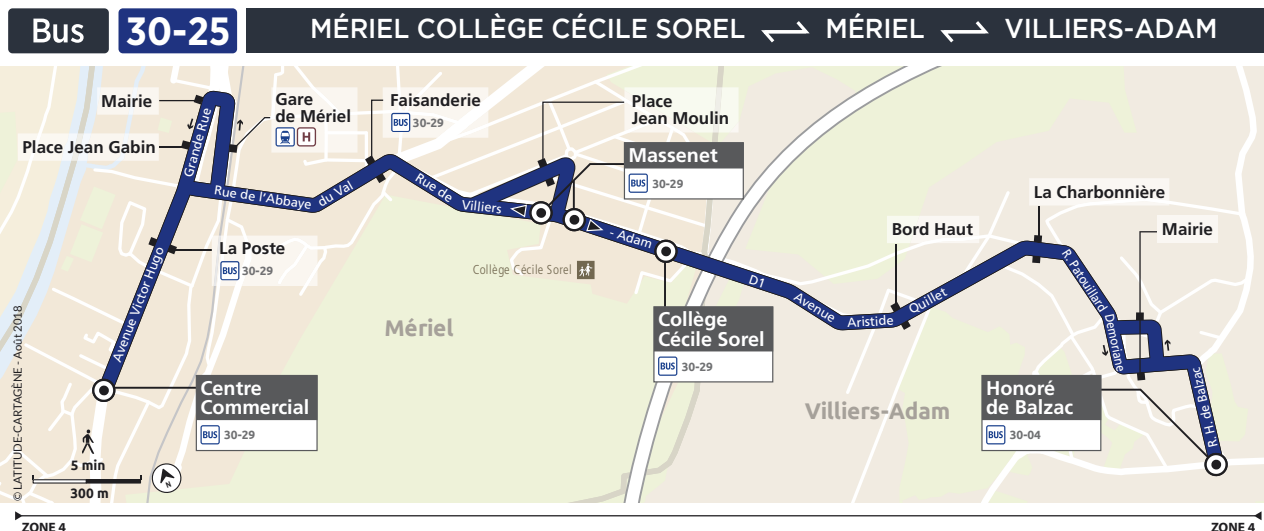 Bus 30-25 MÉRIEL COLLÈGE CÉCILE SOREL MÉRIEL VILLIERS-ADAM
Mairie
Place Jean Gabin
Grande Rue
Gare
de Mériel
H
Faisanderie
BUS 30-29
Place
Jean Moulin
Massenet
BUS 30-29
Rue de l'Abbaye du Val
Rue de Villiers - Adam
La Poste
BUS 30-29
Avenue Victor Hugo
Collège Cécile Sorel
Mériel
Centre
Commercial
BUS 30-29
Collège
Cécile Sorel
BUS 30-29
D1 Avenue Aristide Quillet
Bord Haut
La Charbonnière
Mairie
R. Patouillard Demoriane
Villiers-Adam
Honoré
de Balzac
BUS 30-04
R. H. de Balzac
5 min
300 m
N
© LATITUDE-CARTAGÈNE - Août 2018
ZONE 4
ZONE 4